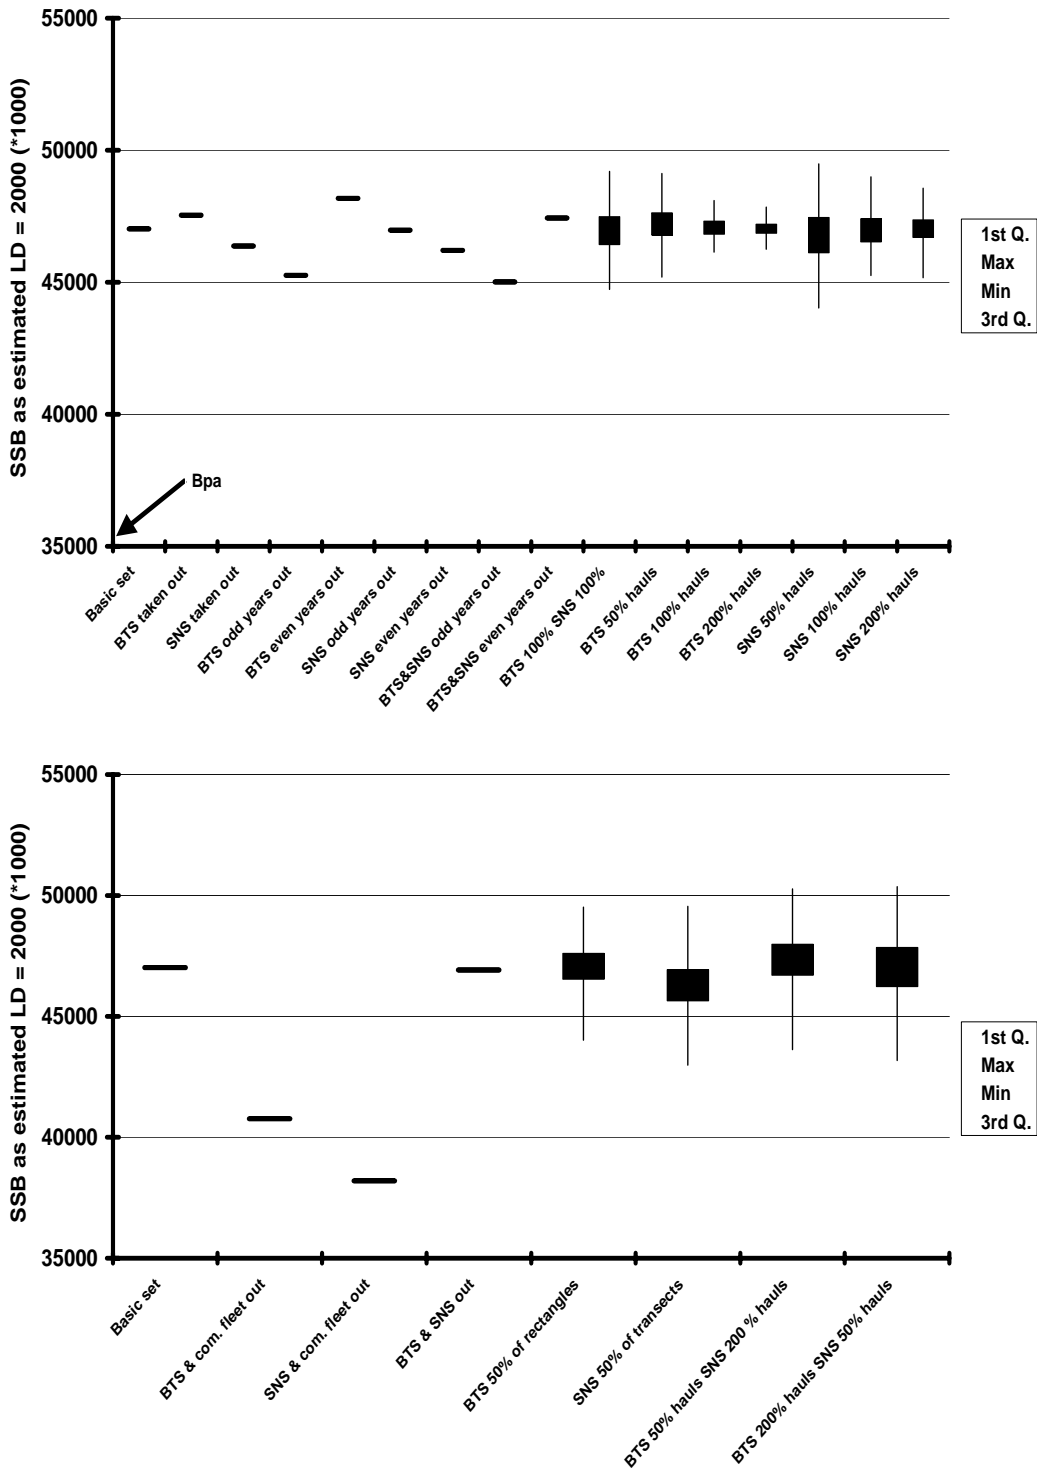 55000
50000
45000
40000
35000
SSB as estimated LD = 2000 (*1000)
Bpa
1st Q.
Max
Min
3rd Q.
Basic set
BTS taken out
SNS taken out
BTS odd years out
BTS even years out
SNS odd years out
SNS even years out
BTS&SNS odd years out
BTS&SNS even years out
BTS 100% SNS 100%
BTS 50% hauls
BTS 100% hauls
BTS 200% hauls
SNS 50% hauls
SNS 100% hauls
SNS 200% hauls
55000
50000
45000
40000
35000
SSB as estimated LD = 2000 (*1000)
1st Q.
Max
Min
3rd Q.
Basic set
BTS & com. fleet out
SNS & com. fleet out
BTS & SNS out
BTS 50% of rectangles
SNS 50% of transects
BTS 50% hauls SNS 200 % hauls
BTS 200% hauls SNS 50% hauls